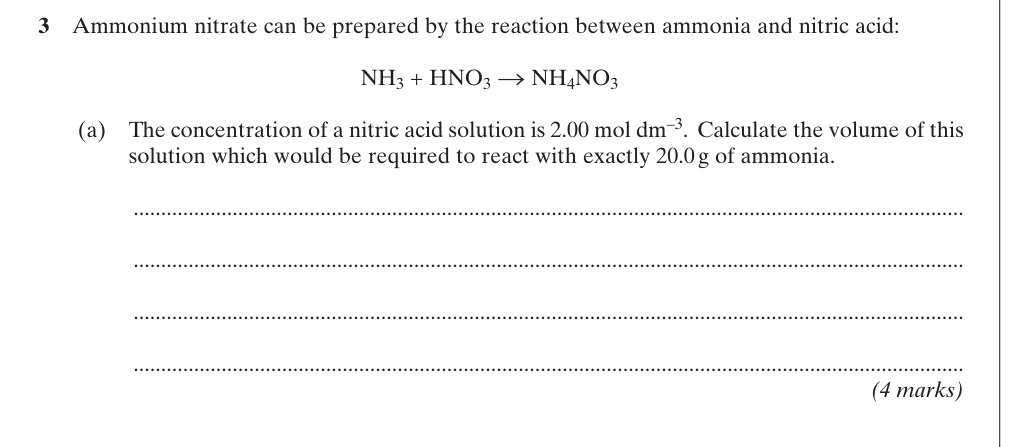 3 Ammonium nitrate can be prepared by the reaction between ammonia and nitric acid:
NH₃ + HNO₃ → NH₄NO₃
(a) The concentration of a nitric acid solution is 2.00 mol dm⁻³. Calculate the volume of this
solution which would be required to react with exactly 20.0 g of ammonia.
(4 marks)